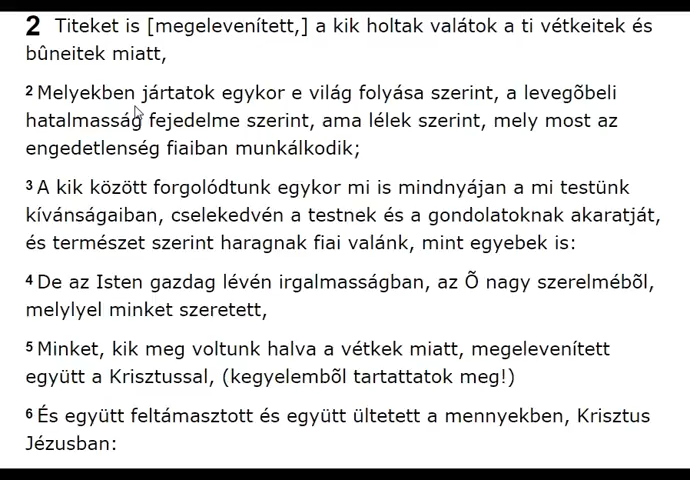 2 Titeket is [megelevenített,] a kik holtak valátok a ti vétkeitek és
bûneitek miatt,
2 Melyekben jártatok egykor e világ folyása szerint, a levegõbeli
hatalmasság fejedelme szerint, ama lélek szerint, mely most az
engedetlenség fiaiban munkálkodik;
3 A kik között forgolódtunk egykor mi is mindnyájan a mi testünk
kívánságaiban, cselekedvén a testnek és a gondolatoknak akaratját,
és természet szerint haragnak fiai valánk, mint egyebek is:
4 De az Isten gazdag lévén irgalmasságban, az Õ nagy szerelmébõl,
melylyel minket szeretett,
5 Minket, kik meg voltunk halva a vétkek miatt, megelevenített
együtt a Krisztussal, (kegyelembõl tartattatok meg!)
6 És együtt feltámasztott és együtt ültetett a mennyekben, Krisztus
Jézusban: